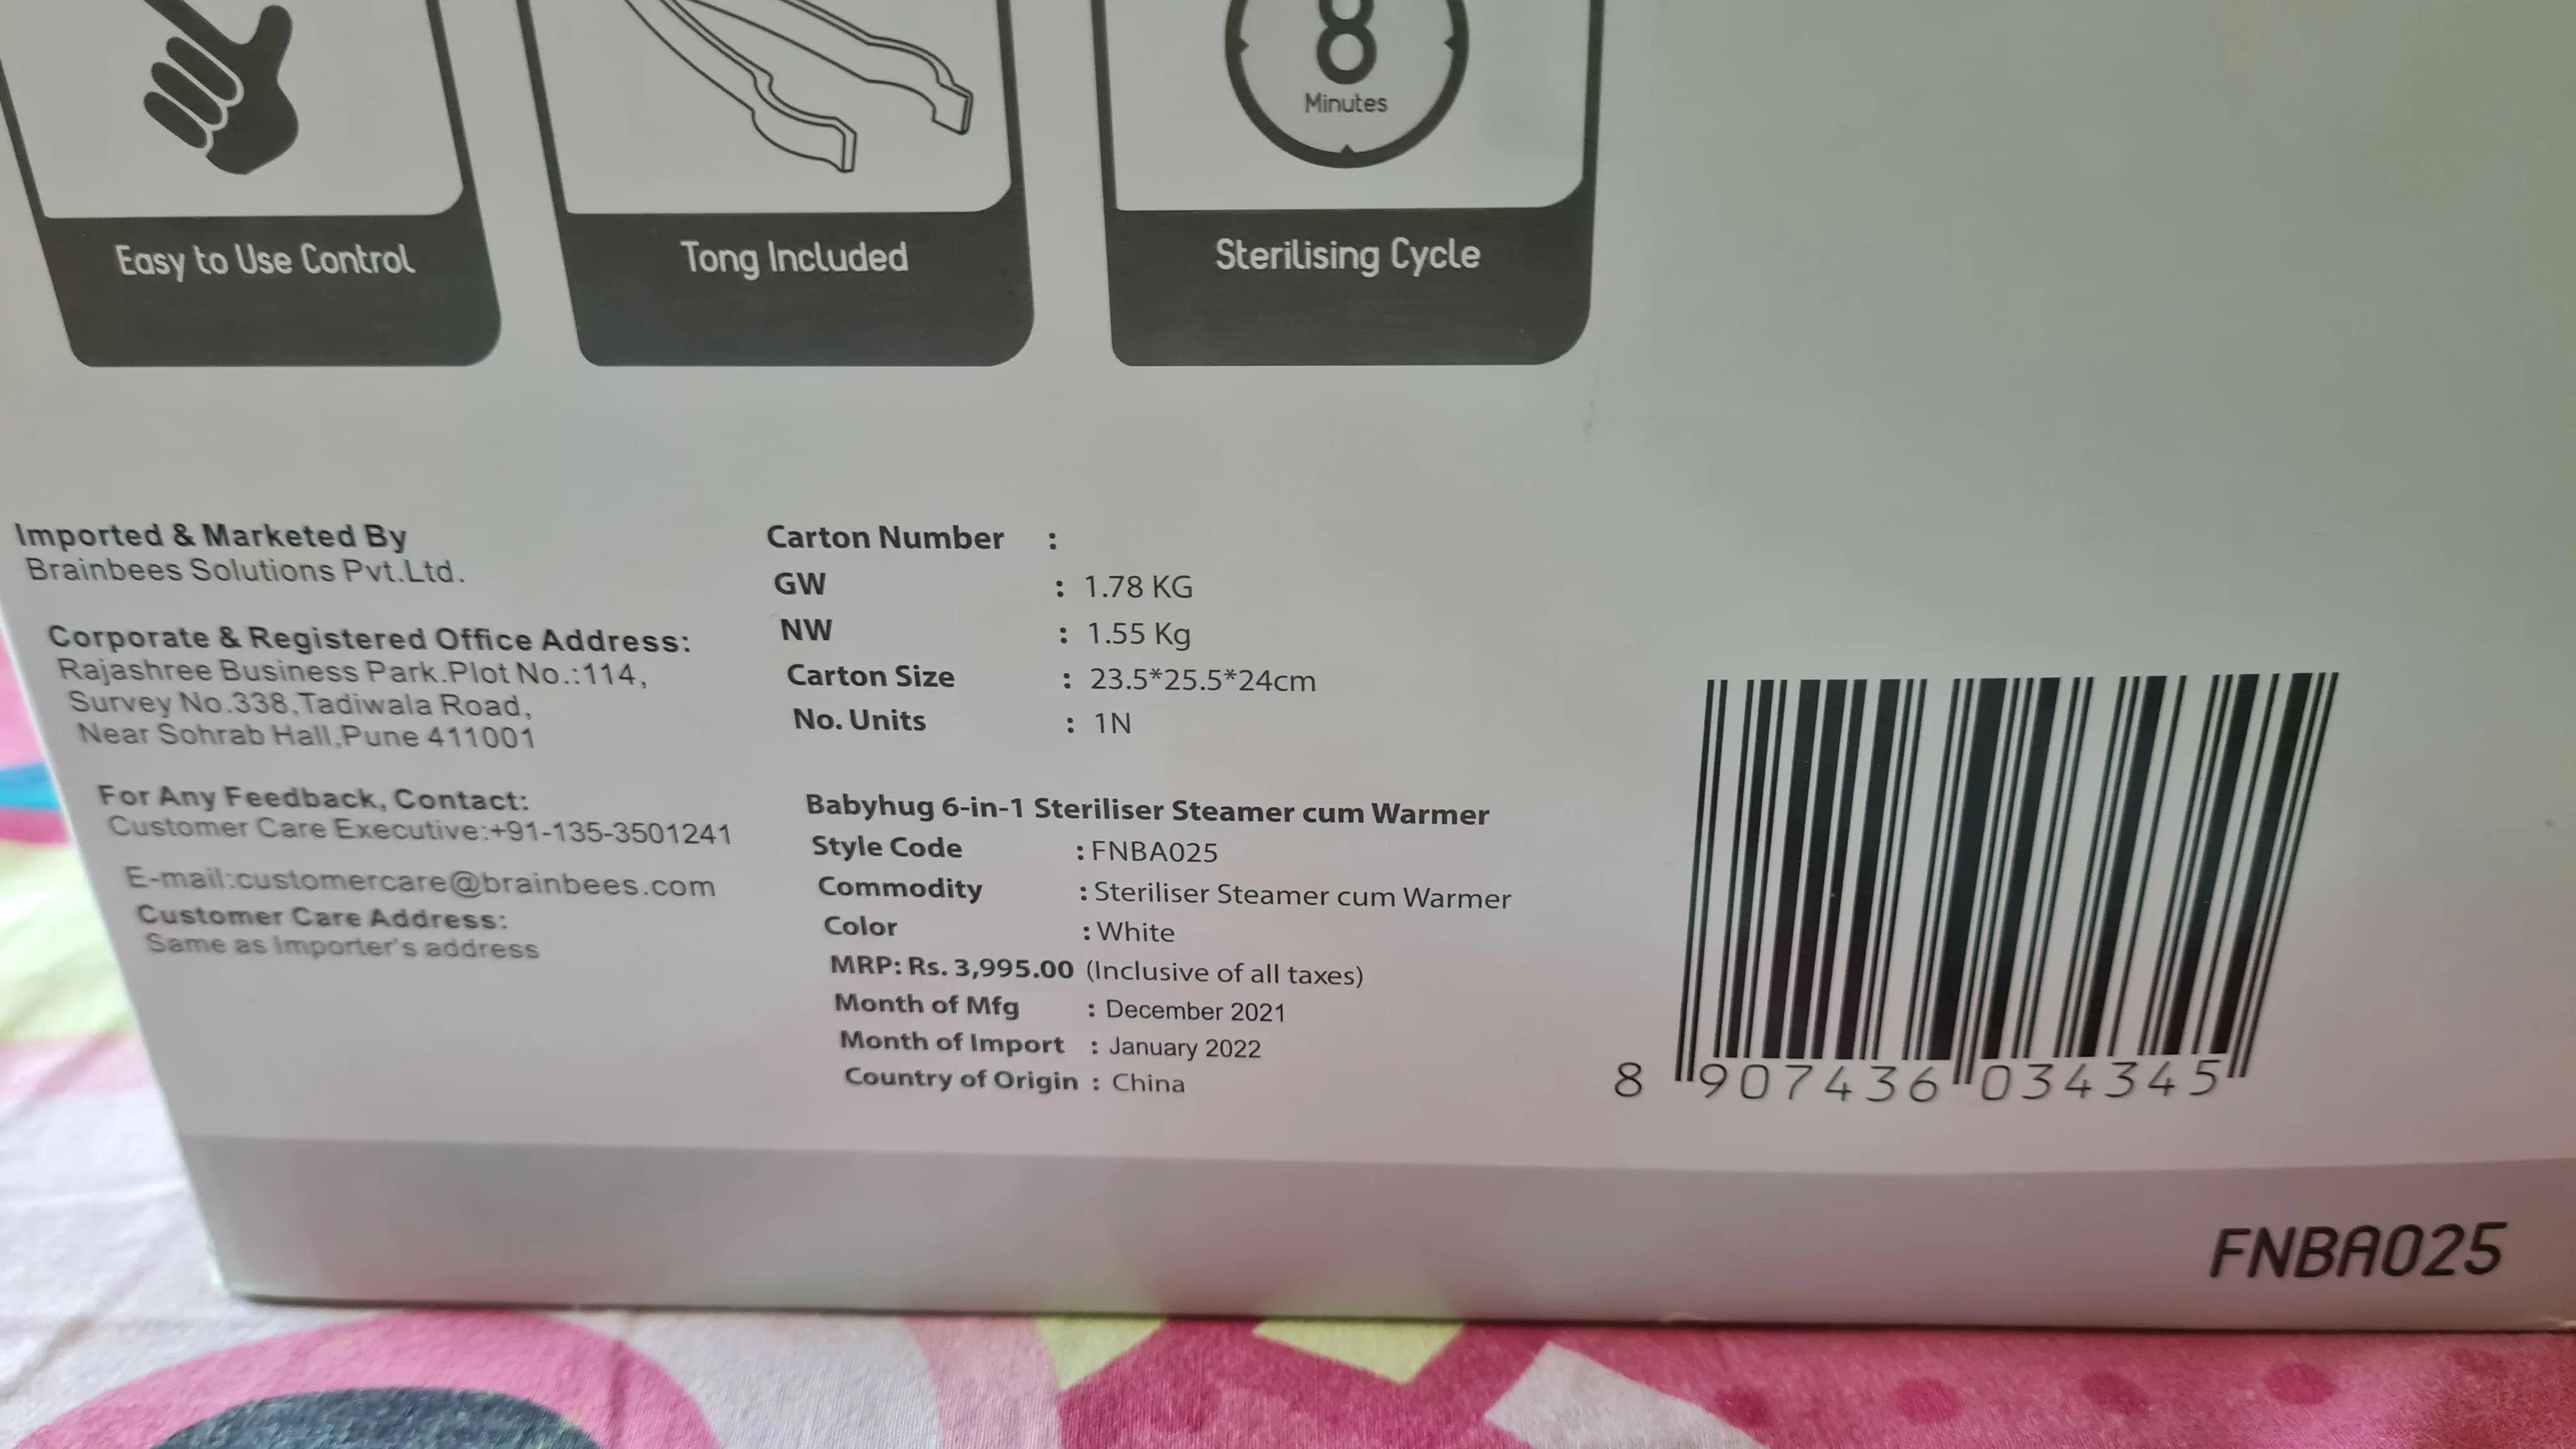 8
Minutes
Easy to Use Control
Tong Included
Sterilising Cycle
Imported & Marketed By
Brainbees Solutions Pvt.Ltd.
Corporate & Registered Office Address:
Rajashree Business Park.Plot No.:114,
Survey No.338,Tadiwala Road,
Near Sohrab Hall,Pune 411001
For Any Feedback, Contact:
Customer Care Executive:+91-135-3501241
E-mail:customercare@brainbees.com
Customer Care Address:
Same as Importer's address
Carton Number :
GW : 1.78 KG
NW : 1.55 Kg
Carton Size : 23.5*25.5*24cm
No. Units : 1N
Babyhug 6-in-1 Steriliser Steamer cum Warmer
Style Code : FNBA025
Commodity : Steriliser Steamer cum Warmer
Color : White
MRP: Rs. 3,995.00 (Inclusive of all taxes)
Month of Mfg : December 2021
Month of Import : January 2022
Country of Origin : China
8 907436 034345
FNBA025